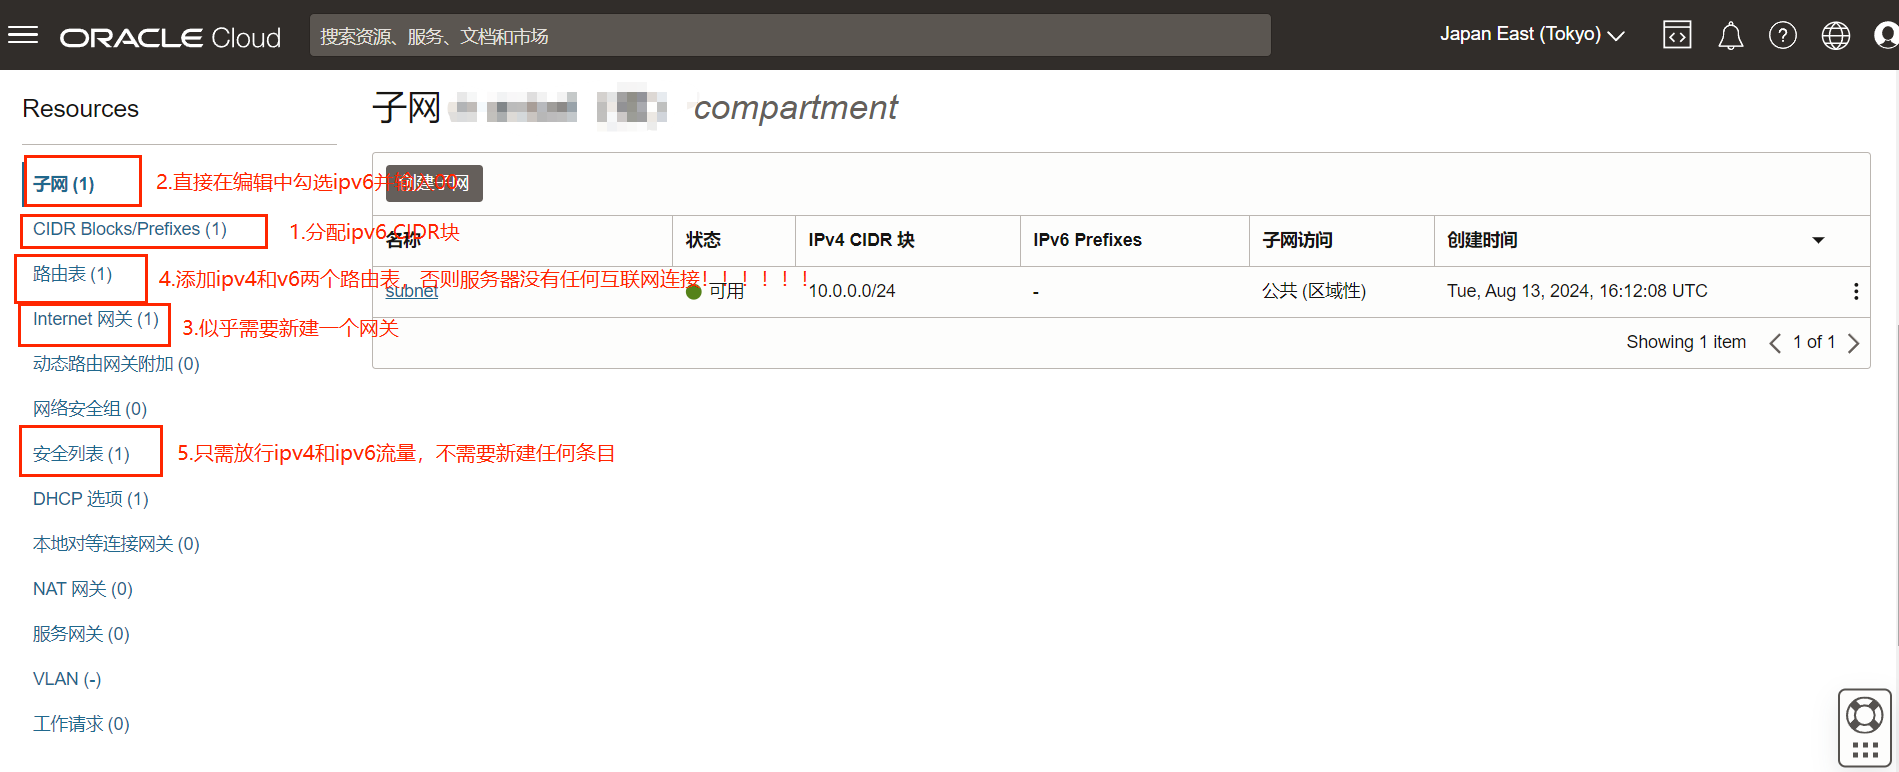 ORACLE Cloud
搜索资源、服务、文档和市场
Japan East (Tokyo)
Resources
子网 compartment
子网 (1)
2.直接在编辑中勾选ipv6并
创建子网
CIDR Blocks/Prefixes (1)
1.分配ipv6 CIDR块
名称 状态 IPv4 CIDR 块 IPv6 Prefixes 子网访问 创建时间
路由表 (1)
4.添加ipv4和v6两个路由表，否则服务器没有任何互联网连接！！！！！！
subnet 可用 10.0.0.0/24 - 公共 (区域性) Tue, Aug 13, 2024, 16:12:08 UTC
Internet 网关 (1)
3.似乎需要新建一个网关
Showing 1 item 1 of 1
动态路由网关附加 (0)
网络安全组 (0)
安全列表 (1)
5.只需放行ipv4和ipv6流量，不需要新建任何条目
DHCP 选项 (1)
本地对等连接网关 (0)
NAT 网关 (0)
服务网关 (0)
VLAN (-)
工作请求 (0)